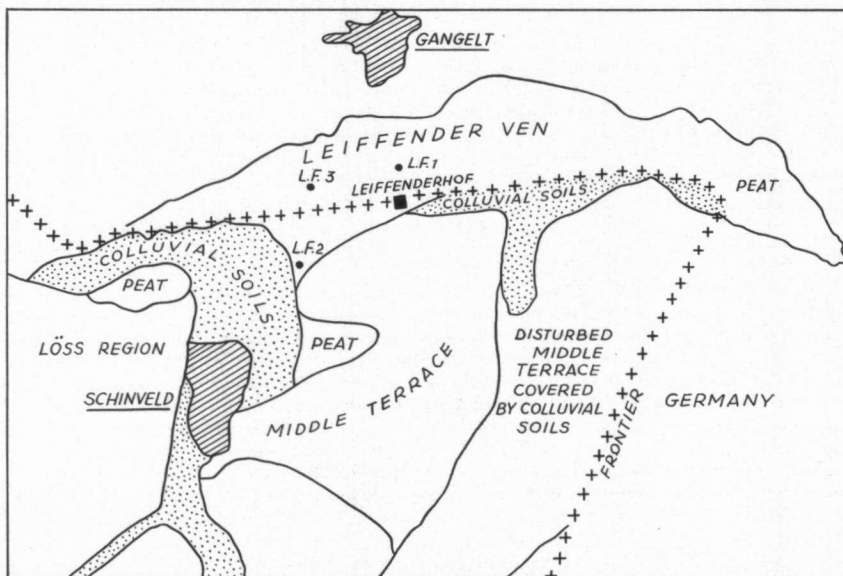 GANGELT
LEIFFENDER VEN
L.F.1
L.F.3
LEIFFENDERHOF
PEAT
COLLUVIAL SOILS
COLLUVIAL SOILS
L.F.2
PEAT
LÖSS REGION
PEAT
DISTURBED
MIDDLE
TERRACE
COVERED
BY COLLUVIAL
SOILS
SCHINVELD
MIDDLE TERRACE
GERMANY
FRONTIER